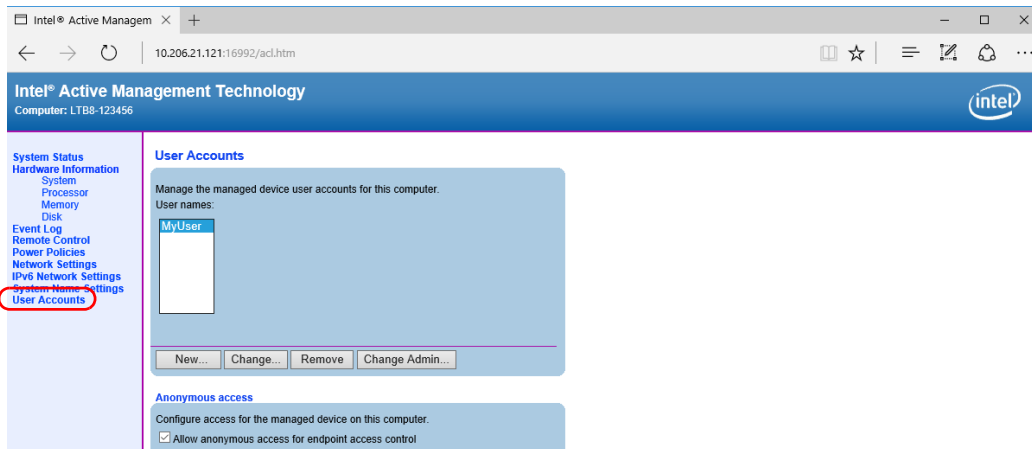 Intel® Active Managem
10.206.21.121:16992/acl.htm
Intel® Active Management Technology
Computer: LTB8-123456
intel
System Status
Hardware Information
System
Processor
Memory
Disk
Event Log
Remote Control
Power Policies
Network Settings
IPv6 Network Settings
System Name Settings
User Accounts
User Accounts
Manage the managed device user accounts for this computer.
User names:
MyUser
New... Change... Remove Change Admin...
Anonymous access
Configure access for the managed device on this computer.
Allow anonymous access for endpoint access control